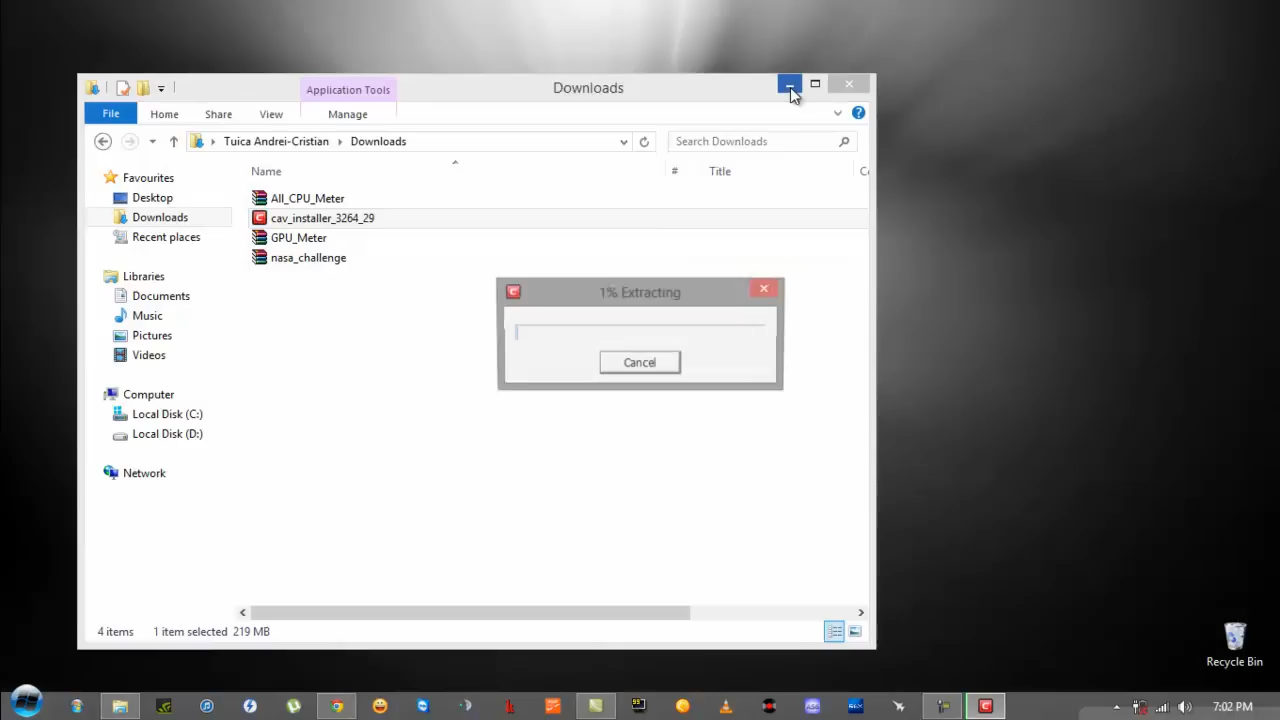 Application Tools
Downloads
File
Home
Share
View
Manage
Tuica Andrei-Cristian
Downloads
Search Downloads
Name
#
Title
Favourites
Desktop
Downloads
Recent places
Libraries
Documents
Music
Pictures
Videos
Computer
Local Disk (C:)
Local Disk (D:)
Network
All_CPU_Meter
cav_installer_3264_29
GPU_Meter
nasa_challenge
1% Extracting
Cancel
4 items
1 item selected 219 MB
Recycle Bin
7:02 PM